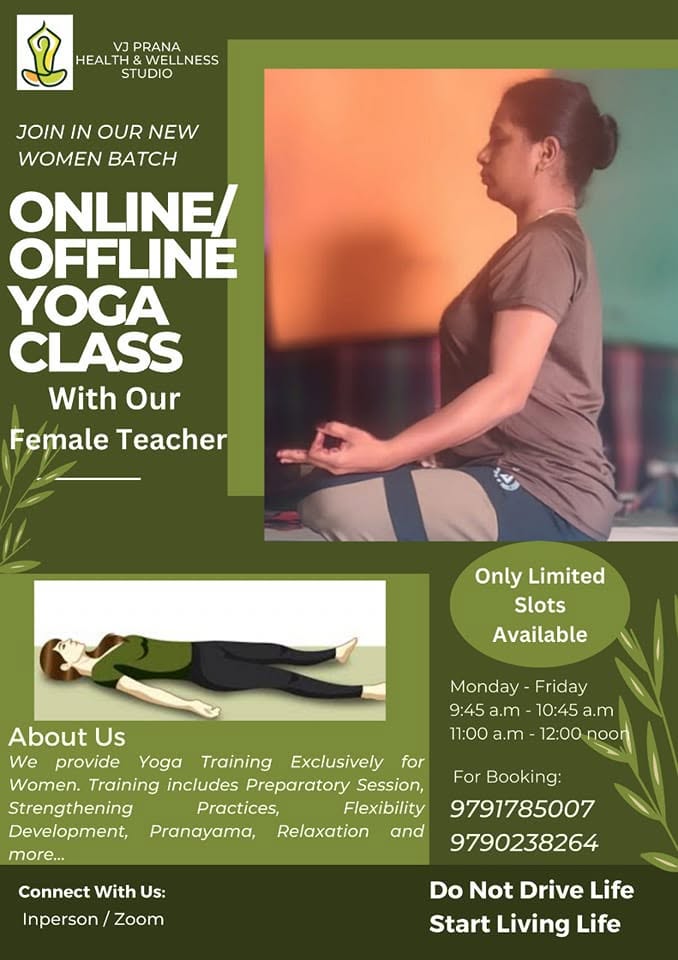 VJ PRANA
HEALTH & WELLNESS
STUDIO
JOIN IN OUR NEW
WOMEN BATCH
ONLINE/
OFFLINE
YOGA
CLASS
With Our
Female Teacher
Only Limited
Slots
Available
Monday - Friday
9:45 a.m - 10:45 a.m
11:00 a.m - 12:00 noon
For Booking:
9791785007
9790238264
About Us
We provide Yoga Training Exclusively for
Women. Training includes Preparatory Session,
Strengthening Practices, Flexibility
Development, Pranayama, Relaxation and
more...
Connect With Us:
Inperson / Zoom
Do Not Drive Life
Start Living Life